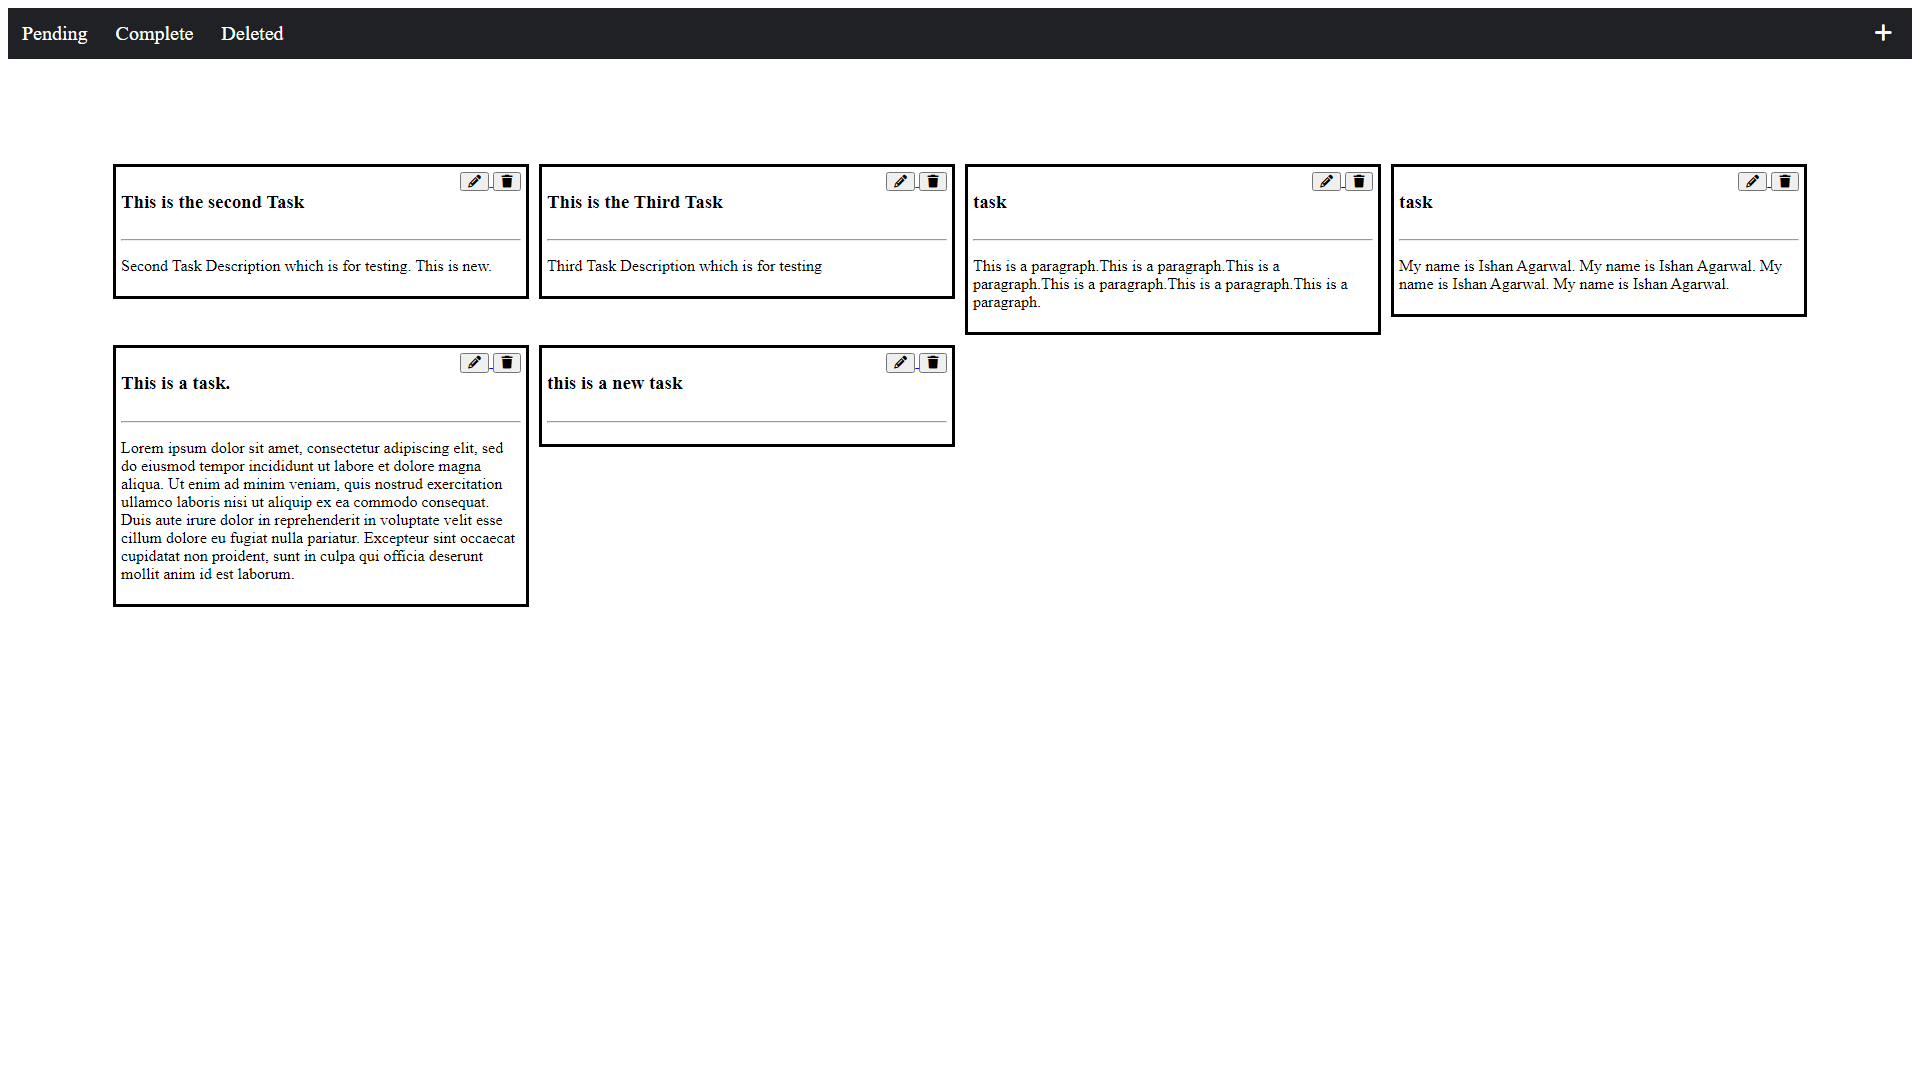 Pending Complete Deleted +
This is the second Task
Second Task Description which is for testing. This is new.
This is the Third Task
Third Task Description which is for testing
task
This is a paragraph.This is a paragraph.This is a
paragraph.This is a paragraph.This is a paragraph.This is a
paragraph.
task
My name is Ishan Agarwal. My name is Ishan Agarwal. My
name is Ishan Agarwal. My name is Ishan Agarwal.
This is a task.
Lorem ipsum dolor sit amet, consectetur adipiscing elit, sed
do eiusmod tempor incididunt ut labore et dolore magna
aliqua. Ut enim ad minim veniam, quis nostrud exercitation
ullamco laboris nisi ut aliquip ex ea commodo consequat.
Duis aute irure dolor in reprehenderit in voluptate velit esse
cillum dolore eu fugiat nulla pariatur. Excepteur sint occaecat
cupidatat non proident, sunt in culpa qui officia deserunt
mollit anim id est laborum.
this is a new task